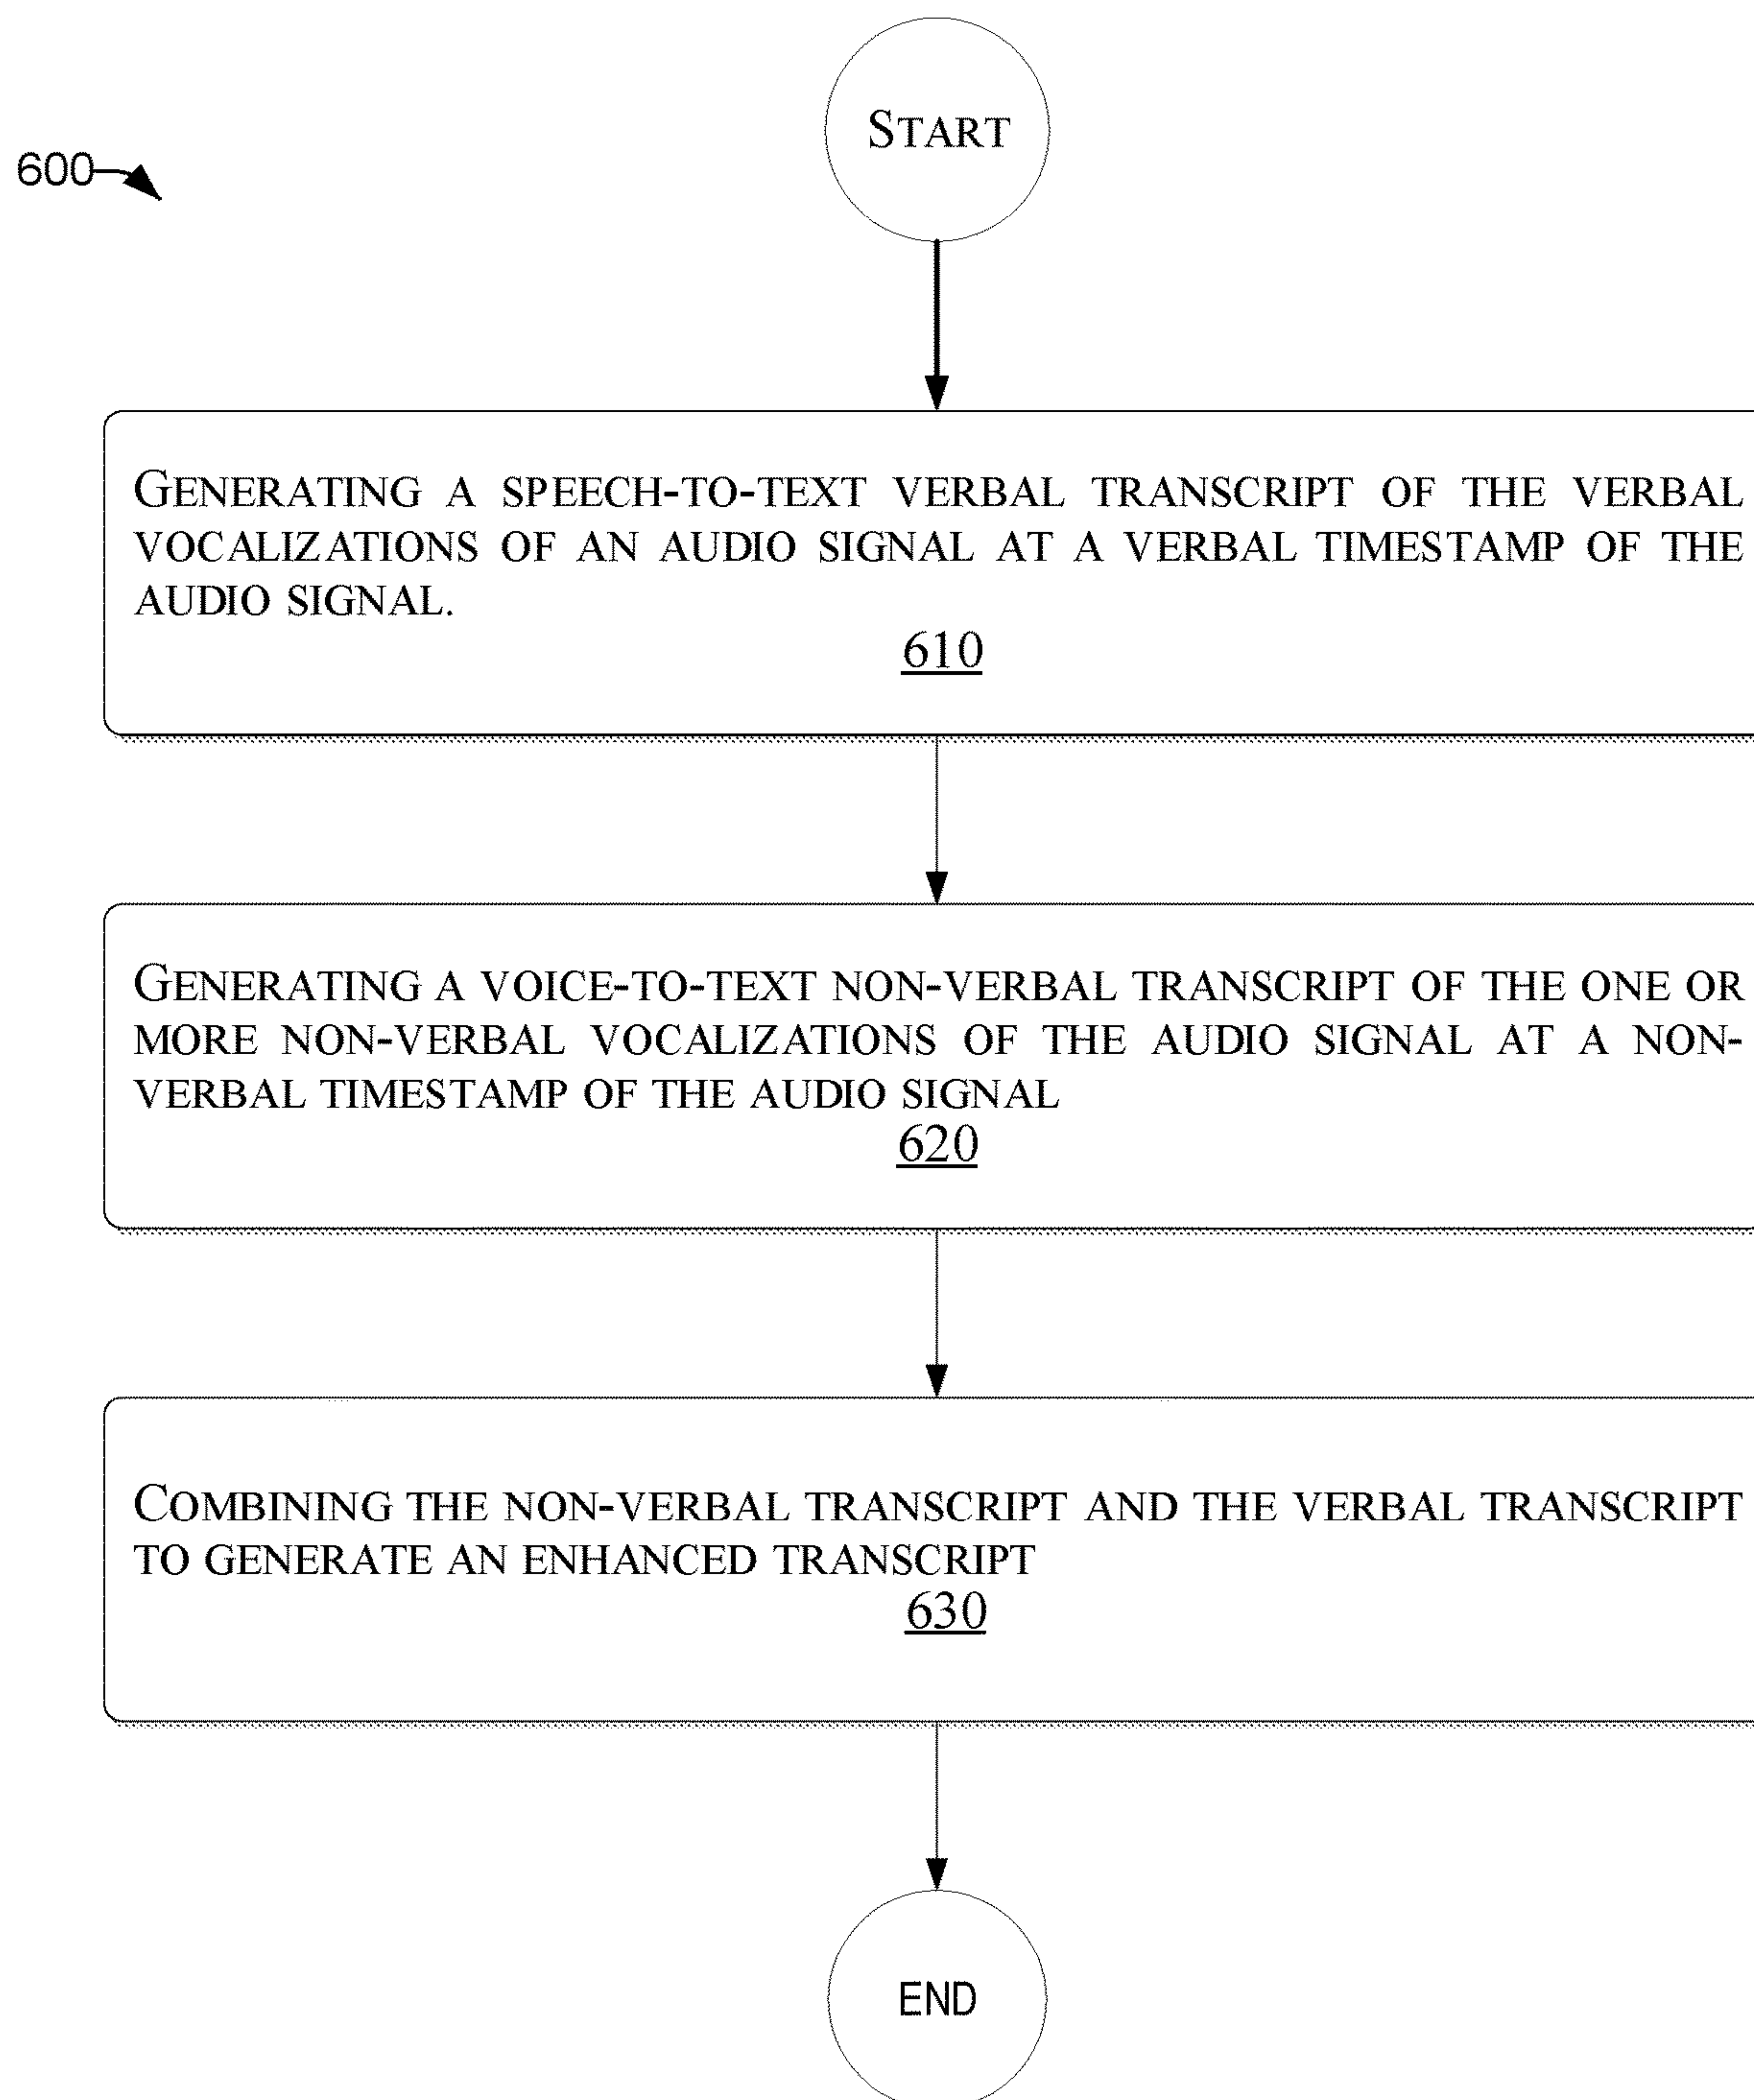 START
600
GENERATING A SPEECH-TO-TEXT VERBAL TRANSCRIPT OF THE VERBAL
VOCALIZATIONS OF AN AUDIO SIGNAL AT A VERBAL TIMESTAMP OF THE
AUDIO SIGNAL.
610
GENERATING A VOICE-TO-TEXT NON-VERBAL TRANSCRIPT OF THE ONE OR
MORE NON-VERBAL VOCALIZATIONS OF THE AUDIO SIGNAL AT A NON-
VERBAL TIMESTAMP OF THE AUDIO SIGNAL
620
COMBINING THE NON-VERBAL TRANSCRIPT AND THE VERBAL TRANSCRIPT
TO GENERATE AN ENHANCED TRANSCRIPT
630
END